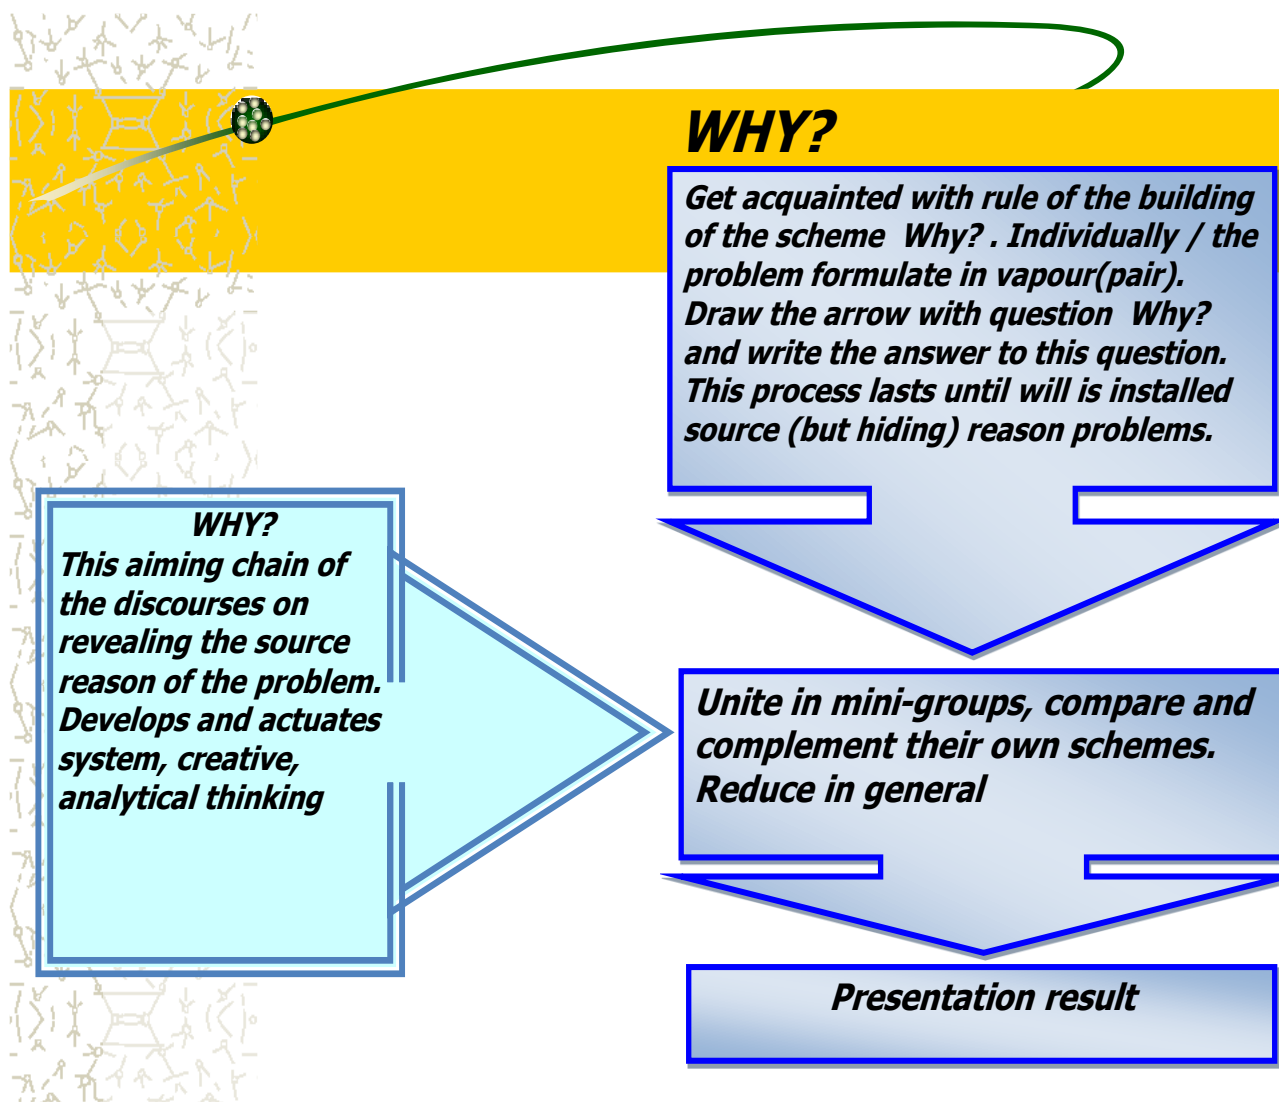 WHY?
Get acquainted with rule of the building
of the scheme Why? . Individually / the
problem formulate in vapour(pair).
Draw the arrow with question Why?
and write the answer to this question.
This process lasts until will is installed
source (but hiding) reason problems.
WHY?
This aiming chain of
the discourses on
revealing the source
reason of the problem.
Develops and actuates
system, creative,
analytical thinking
Unite in mini-groups, compare and
complement their own schemes.
Reduce in general
Presentation result